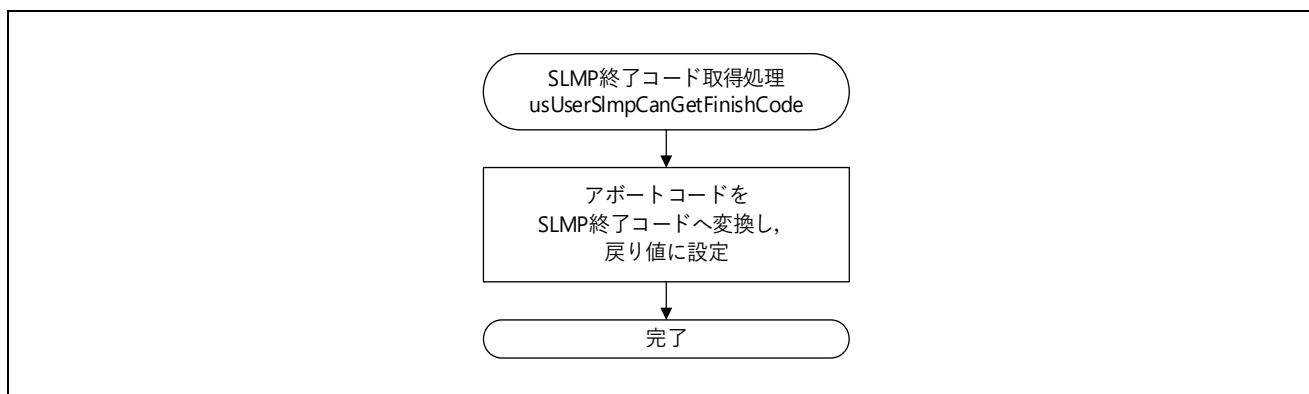 SLMP終了コード取得処理
usUserSlmpCanGetFinishCode
アボートコードを
SLMP終了コードへ変換し,
戻り値に設定
完了